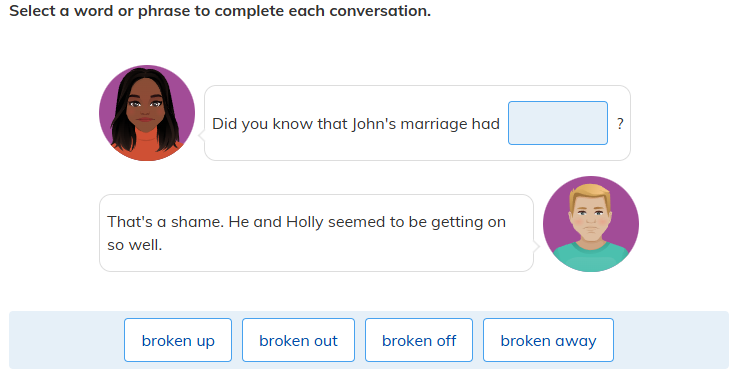 Select a word or phrase to complete each conversation.
Did you know that John's marriage had ?
That's a shame. He and Holly seemed to be getting on
so well.
broken up broken out broken off broken away